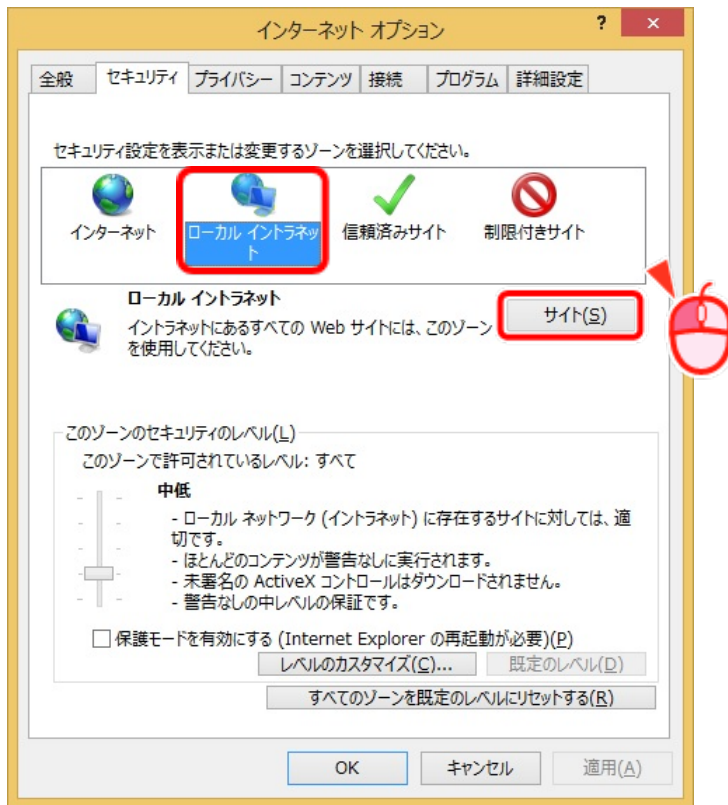 インターネット オプション
?
×
全般
セキュリティ
プライバシー
コンテンツ
接続
プログラム
詳細設定
セキュリティ設定を表示または変更するゾーンを選択してください。
インターネット
ローカル イントラネッ
ト
信頼済みサイト
制限付きサイト
ローカル イントラネット
イントラネットにあるすべての Web サイトには、このゾーン
を使用してください。
サイト(S)
このゾーンのセキュリティのレベル(L)
このゾーンで許可されているレベル: すべて
中低
- ローカル ネットワーク (イントラネット) に存在するサイトに対しては、適
切です。
- ほとんどのコンテンツが警告なしに実行されます。
- 未署名の ActiveX コントロールはダウンロードされません。
- 警告なしの中レベルの保証です。
保護モードを有効にする (Internet Explorer の再起動が必要)(P)
レベルのカスタマイズ(C)...
既定のレベル(D)
すべてのゾーンを既定のレベルにリセットする(R)
OK
キャンセル
適用(A)